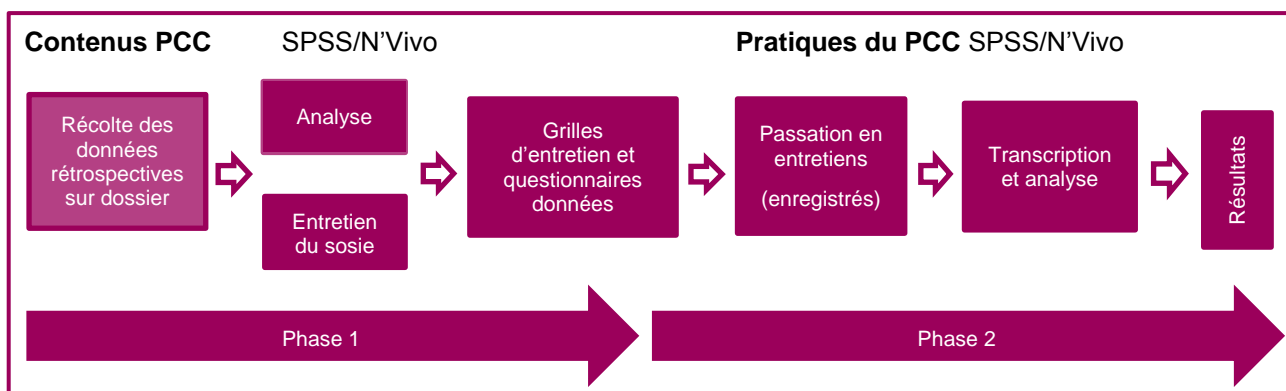 Contenus PCC SPSS/N'Vivo
Pratiques du PCC SPSS/N'Vivo
Récolte des
données
rétrospectives
sur dossier
Analyse
Entretien
du sosie
Grilles
d'entretien et
questionnaires
données
Passation en
entretiens
(enregistrés)
Transcription
et analyse
Résultats
Phase 1
Phase 2